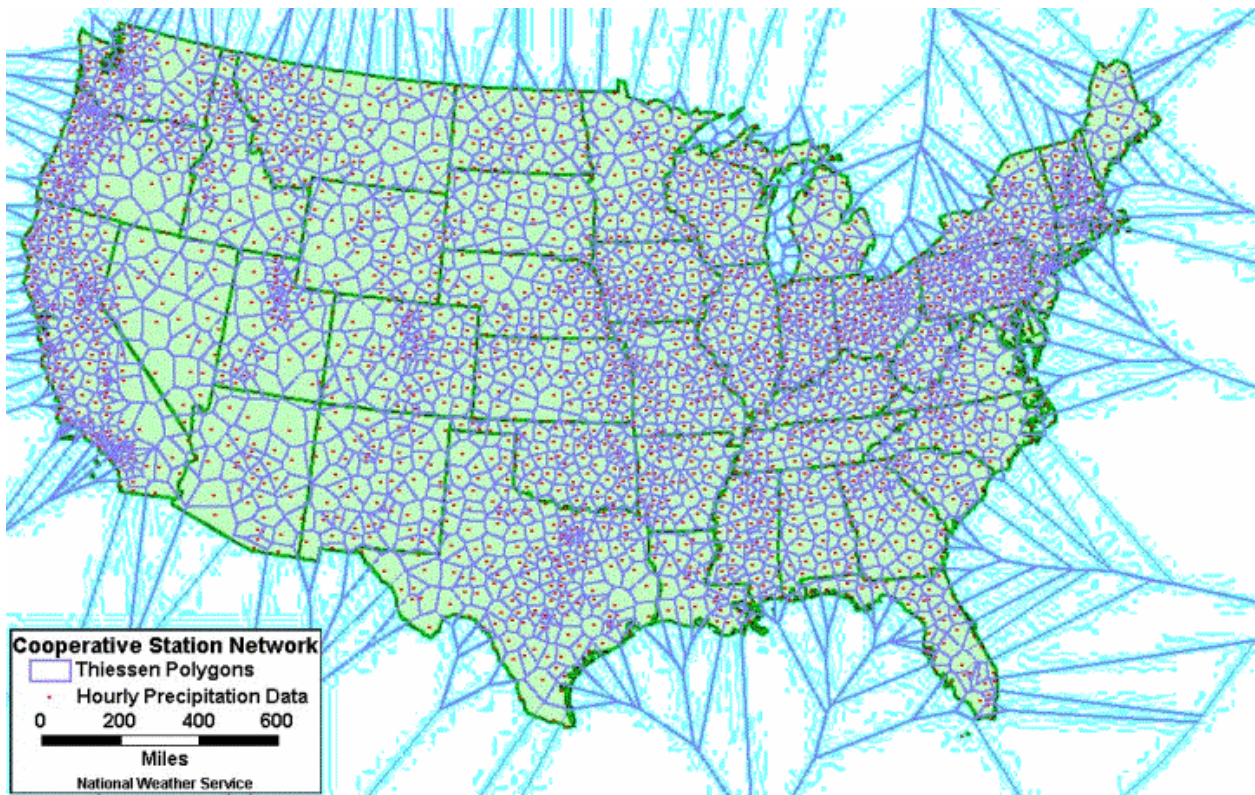 Cooperative Station Network
Thiessen Polygons
Hourly Precipitation Data
0 200 400 600
Miles
National Weather Service